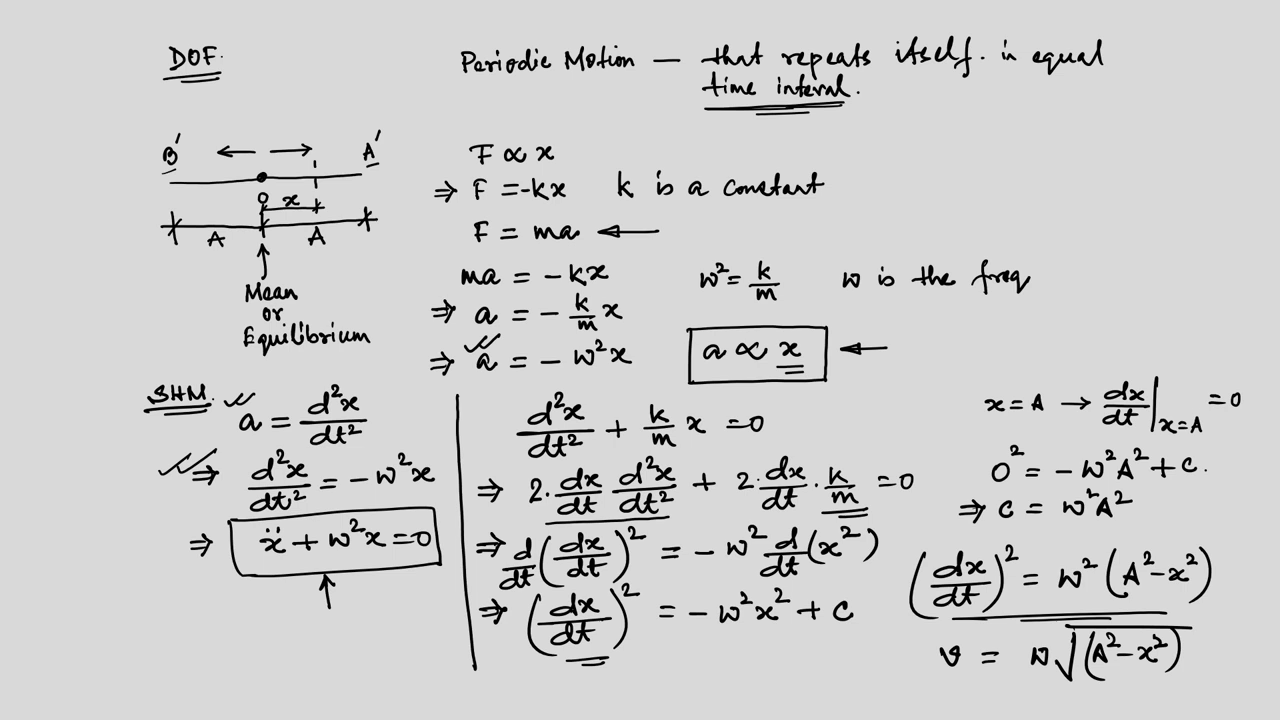 DOF.
Periodic Motion — that repeats itself. in equal
time interval.
B' ← → A'
O x
A A
Mean
or
Equilibrium
F ∝ x
⇒ F = -kx k is a constant
F = ma ←
ma = - kx
ω² = k/m ω is the freq
⇒ a = - k/m x
⇒ a = - ω²x
a ∝ x ←
SHM.
a = d²x/dt²
⇒ d²x/dt² = - ω²x
⇒ ẍ + ω²x = 0
d²x/dt² + k/m x = 0
⇒ 2. dx/dt d²x/dt² + 2. dx/dt . k/m = 0
⇒ d/dt (dx/dt)² = - ω² d/dt (x²)
⇒ (dx/dt)² = - ω²x² + C
x = A → dx/dt |x=A = 0
0² = - ω²A² + C.
⇒ C = ω²A²
(dx/dt)² = ω² (A² - x²)
v = ω√(A² - x²)